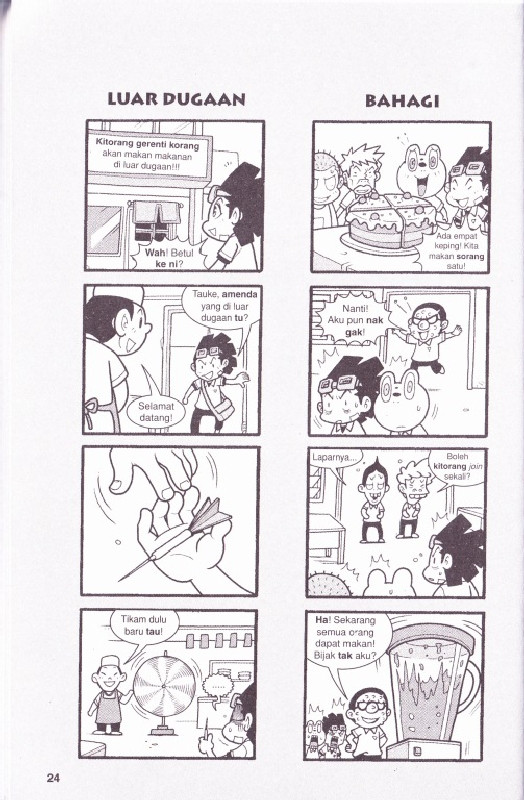 LUAR DUGAAN
Kitorang gerenti korang
akan makan makanan
di luar dugaan!!!
Wah! Betul
ke ni?
Tauke, amenda
yang di luar
dugaan tu?
Selamat
datang!
Tikam dulu
baru tau!
BAHAGI
Ada empat
keping! Kita
makan sorang
satu!
Nanti!
Aku pun nak
gak!
Laparnya....
Boleh
kitorang join
sekali?
Ha! Sekarang
semua orang
dapat makan!
Bijak tak aku?
24